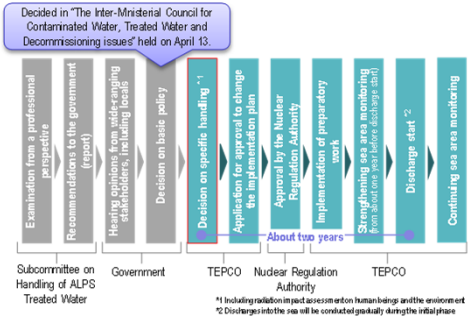 Decided in "The Inter-Mnisterial Council for
Contaminated Water, Treated Water and
Decommissioning issues" held on April 13.
Examination from a professional
perspective
Recommendations to the government
(report)
Hearing opinions from wide-ranging
stakeholders, including locals
Decision on basic policy
Decision on specific handling *1
Application for approval to change
the implementation plan
Approval by the Nuclear
Regulation Authority
Implementation of preparatory
work
Strengthening sea area monitoring
(from about one year before discharge start)
Discharge start *2
Continuing sea area monitoring
About two years
Subcommittee on
Handling of ALPS
Treated Water
Government
TEPCO
Nuclear Regulation
Authority
TEPCO
*1 Including radiation impact assessment on human beings and the environment
*2 Discharges into the sea will be conducted gradually during the initial phase